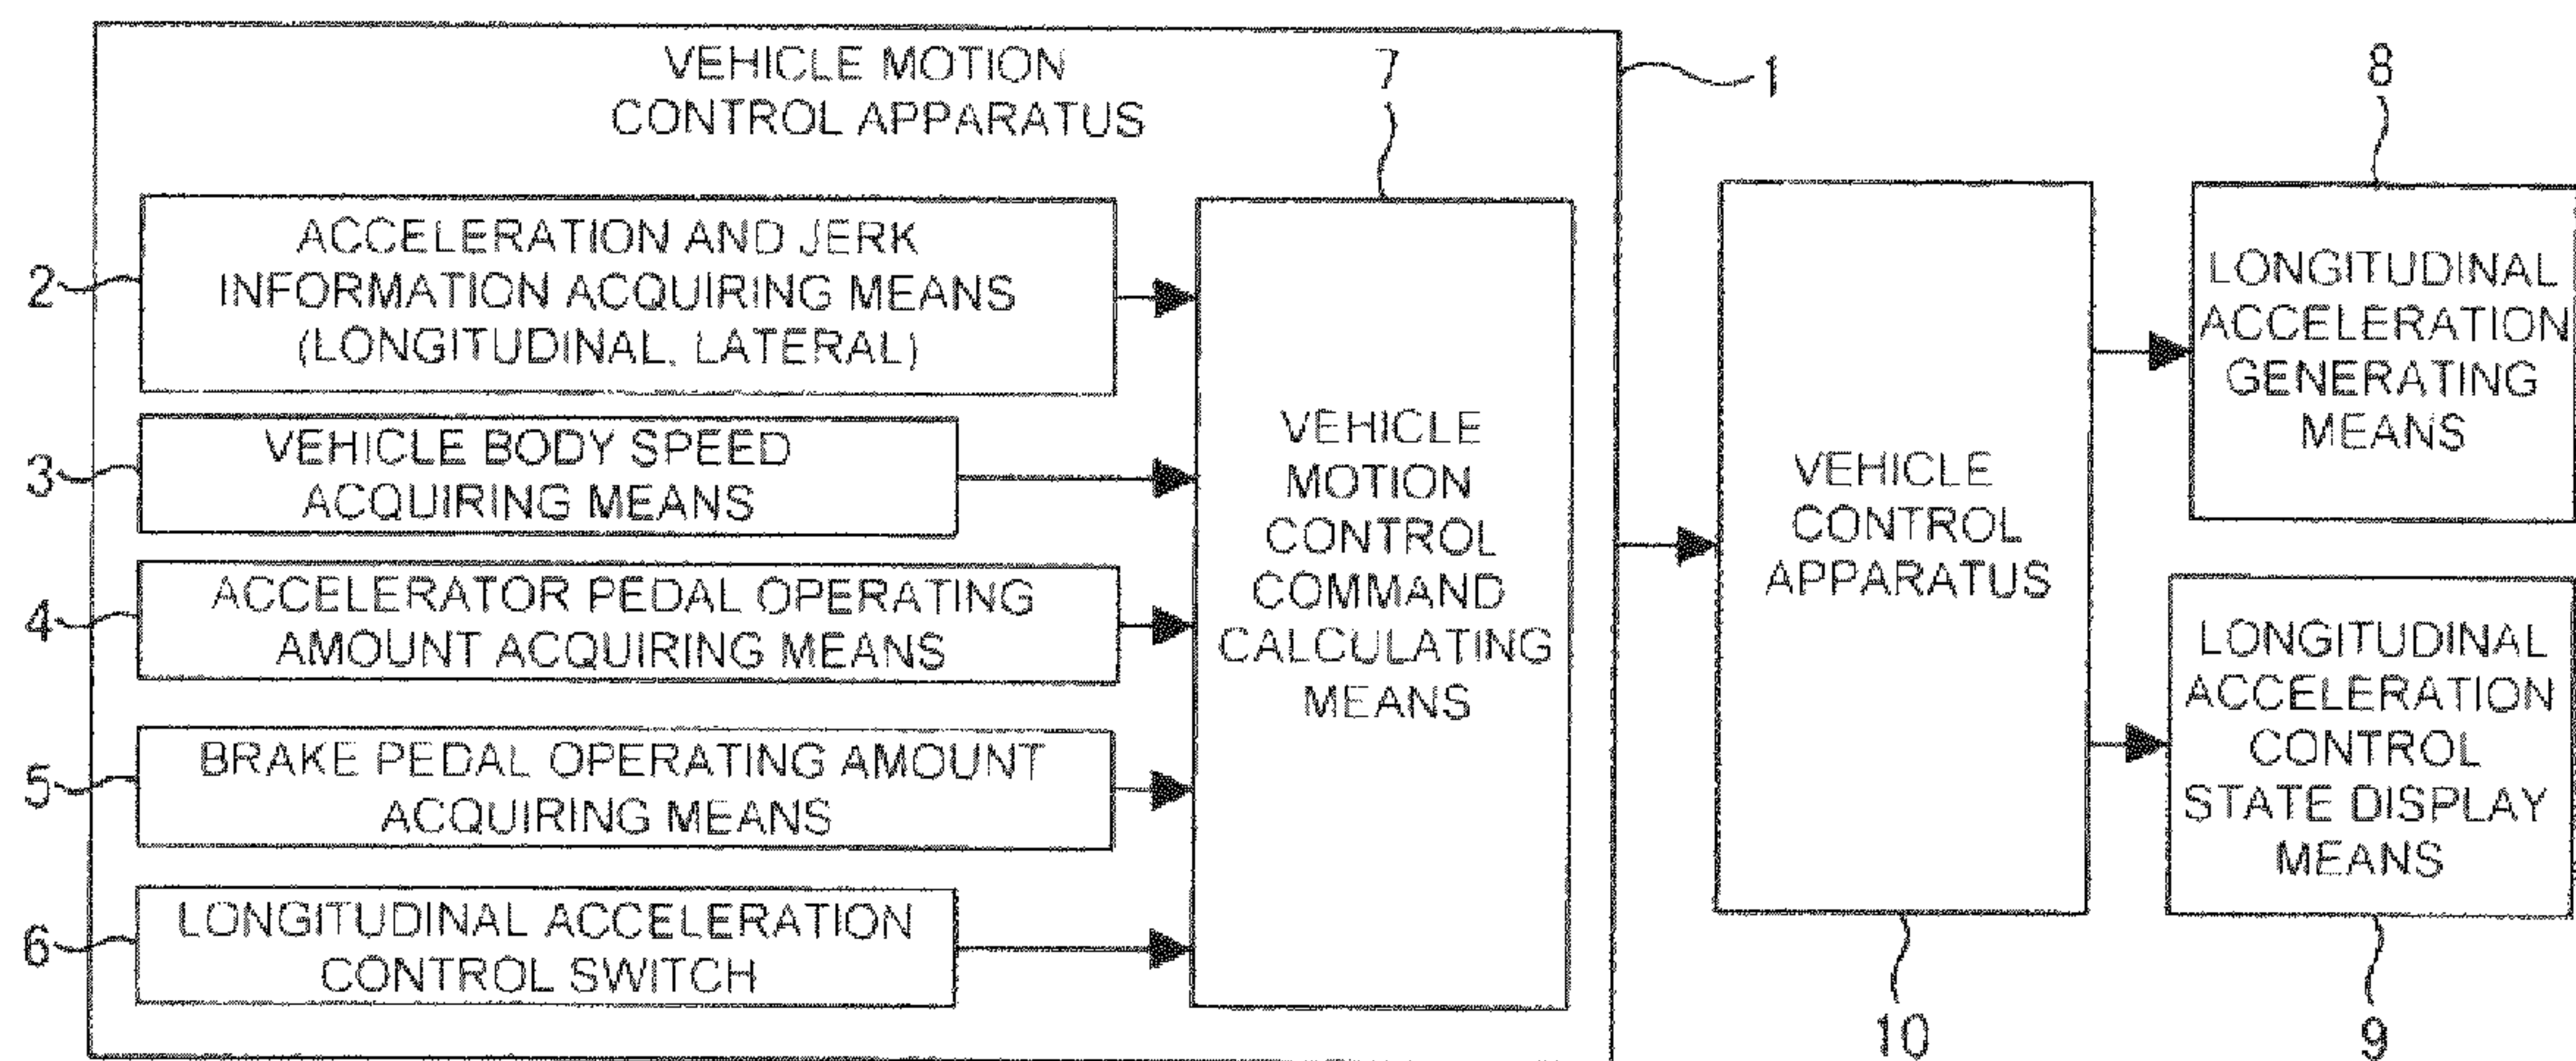 VEHICLE MOTION
CONTROL APPARATUS
7
1
8
2
ACCELERATION AND JERK
INFORMATION ACQUIRING MEANS
(LONGITUDINAL, LATERAL)
3
VEHICLE BODY SPEED
ACQUIRING MEANS
4
ACCELERATOR PEDAL OPERATING
AMOUNT ACQUIRING MEANS
5
BRAKE PEDAL OPERATING AMOUNT
ACQUIRING MEANS
6
LONGITUDINAL ACCELERATION
CONTROL SWITCH
VEHICLE
MOTION
CONTROL
COMMAND
CALCULATING
MEANS
VEHICLE
CONTROL
APPARATUS
10
LONGITUDINAL
ACCELERATION
GENERATING
MEANS
LONGITUDINAL
ACCELERATION
CONTROL
STATE DISPLAY
MEANS
9